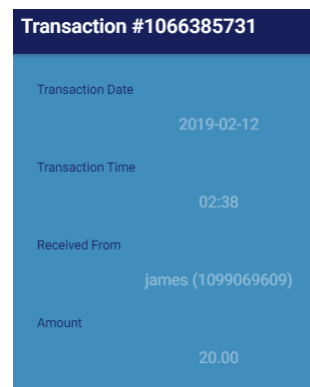 Transaction #1066385731
Transaction Date
2019-02-12
Transaction Time
02:38
Received From
james (1099069609)
Amount
20.00